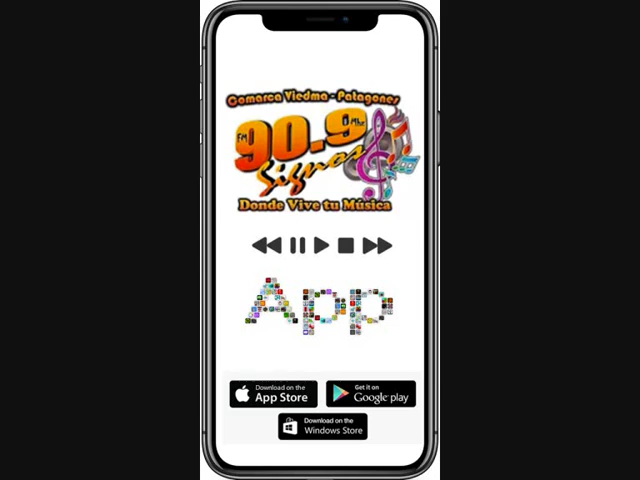 Comarca Viedma - Patagones
FM 90.9 Mhz
Signos
Donde Vive tu Música
App
Download on the
App Store
Get it on
Google play
Download on the
Windows Store